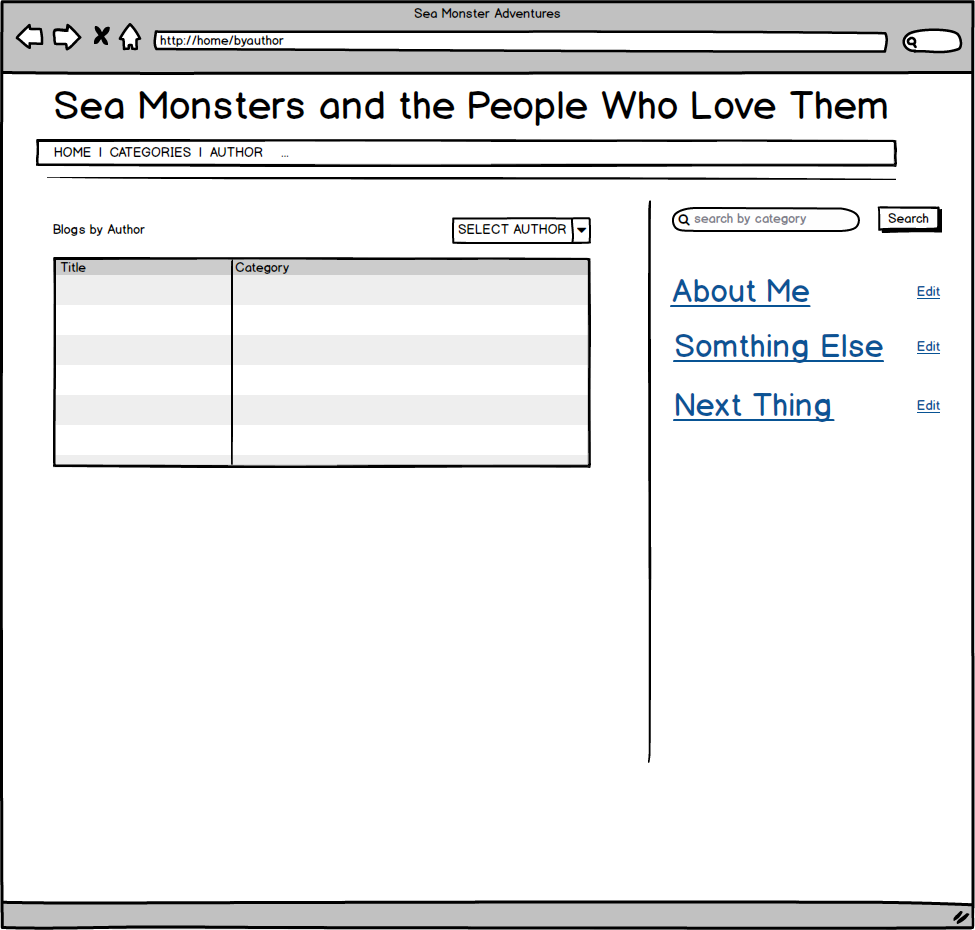 Sea Monster Adventures
http://home/byauthor
Sea Monsters and the People Who Love Them
HOME | CATEGORIES | AUTHOR ...
Blogs by Author
SELECT AUTHOR
Title Category
search by category Search
About Me Edit
Somthing Else Edit
Next Thing Edit